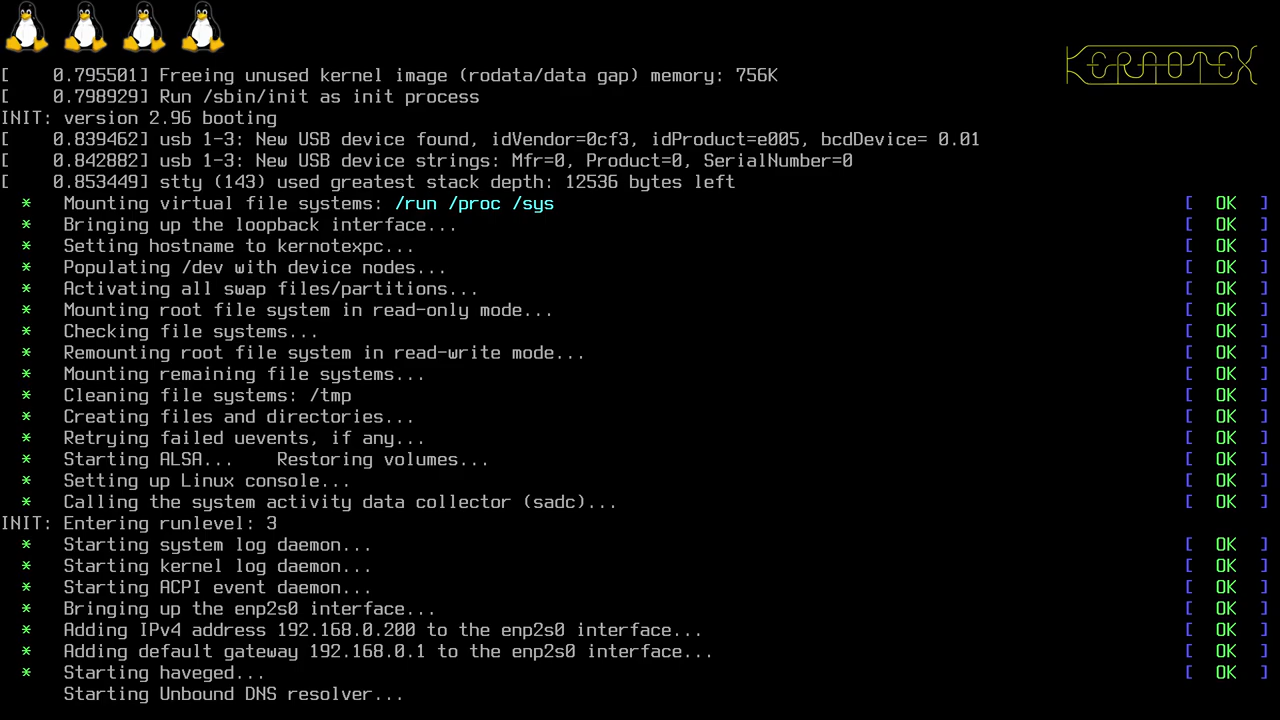 KERNOTEX
[    0.795501] Freeing unused kernel image (rodata/data gap) memory: 756K
[    0.798929] Run /sbin/init as init process
INIT: version 2.96 booting
[    0.839462] usb 1-3: New USB device found, idVendor=0cf3, idProduct=e005, bcdDevice= 0.01
[    0.842882] usb 1-3: New USB device strings: Mfr=0, Product=0, SerialNumber=0
[    0.853449] stty (143) used greatest stack depth: 12536 bytes left
* Mounting virtual file systems: /run /proc /sys [ OK ]
* Bringing up the loopback interface... [ OK ]
* Setting hostname to kernotexpc... [ OK ]
* Populating /dev with device nodes... [ OK ]
* Activating all swap files/partitions... [ OK ]
* Mounting root file system in read-only mode... [ OK ]
* Checking file systems... [ OK ]
* Remounting root file system in read-write mode... [ OK ]
* Mounting remaining file systems... [ OK ]
* Cleaning file systems: /tmp [ OK ]
* Creating files and directories... [ OK ]
* Retrying failed uevents, if any... [ OK ]
* Starting ALSA...    Restoring volumes... [ OK ]
* Setting up Linux console... [ OK ]
* Calling the system activity data collector (sadc)... [ OK ]
INIT: Entering runlevel: 3
* Starting system log daemon... [ OK ]
* Starting kernel log daemon... [ OK ]
* Starting ACPI event daemon... [ OK ]
* Bringing up the enp2s0 interface... [ OK ]
* Adding IPv4 address 192.168.0.200 to the enp2s0 interface... [ OK ]
* Adding default gateway 192.168.0.1 to the enp2s0 interface... [ OK ]
* Starting haveged... [ OK ]
Starting Unbound DNS resolver...